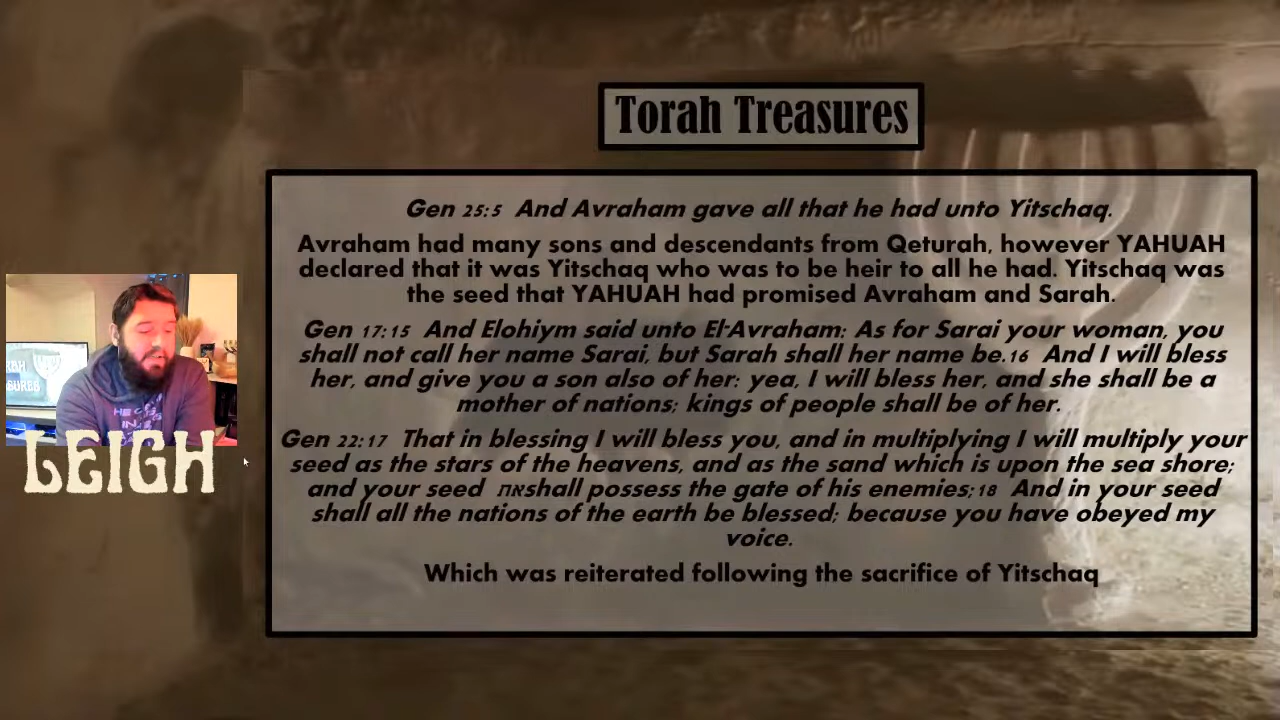 Torah Treasures
Gen 25:5 And Avraham gave all that he had unto Yitschaq.
Avraham had many sons and descendants from Qeturah, however YAHUAH
declared that it was Yitschaq who was to be heir to all he had. Yitschaq was
the seed that YAHUAH had promised Avraham and Sarah.
Gen 17:15 And Elohiym said unto El-Avraham: As for Sarai your woman, you
shall not call her name Sarai, but Sarah shall her name be.16 And I will bless
her, and give you a son also of her: yea, I will bless her, and she shall be a
mother of nations; kings of people shall be of her.
Gen 22:17 That in blessing I will bless you, and in multiplying I will multiply your
seed as the stars of the heavens, and as the sand which is upon the sea shore;
and your seed את shall possess the gate of his enemies;18 And in your seed
shall all the nations of the earth be blessed; because you have obeyed my
voice.
Which was reiterated following the sacrifice of Yitschaq
LEIGH